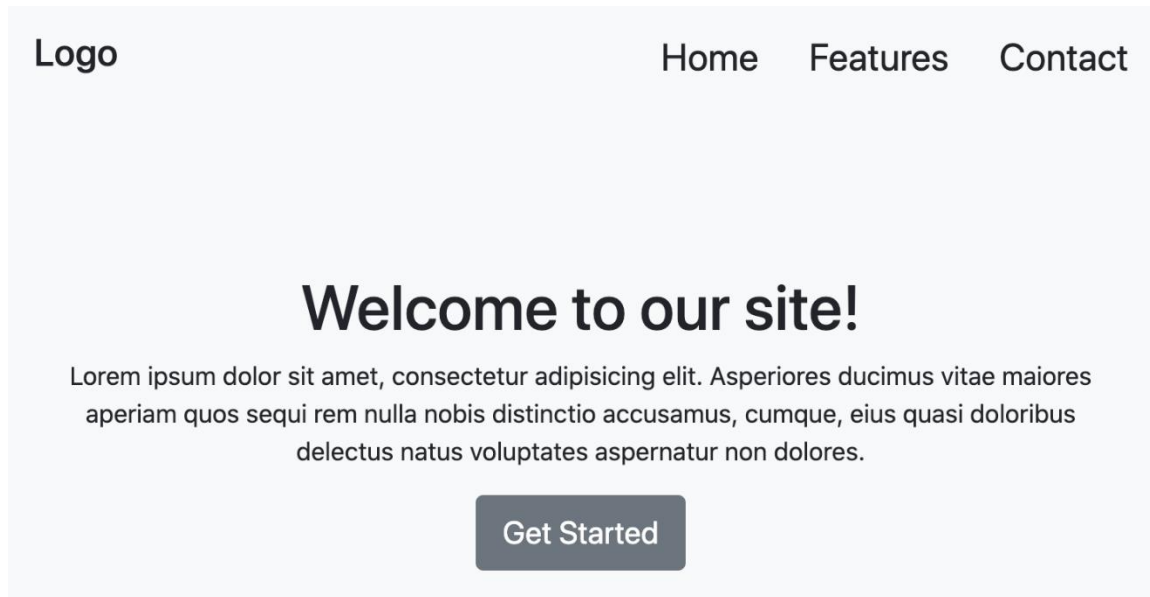 Logo
Home Features Contact
Welcome to our site!
Lorem ipsum dolor sit amet, consectetur adipisicing elit. Asperiores ducimus vitae maiores
aperiam quos sequi rem nulla nobis distinctio accusamus, cumque, eius quasi doloribus
delectus natus voluptates aspernatur non dolores.
Get Started